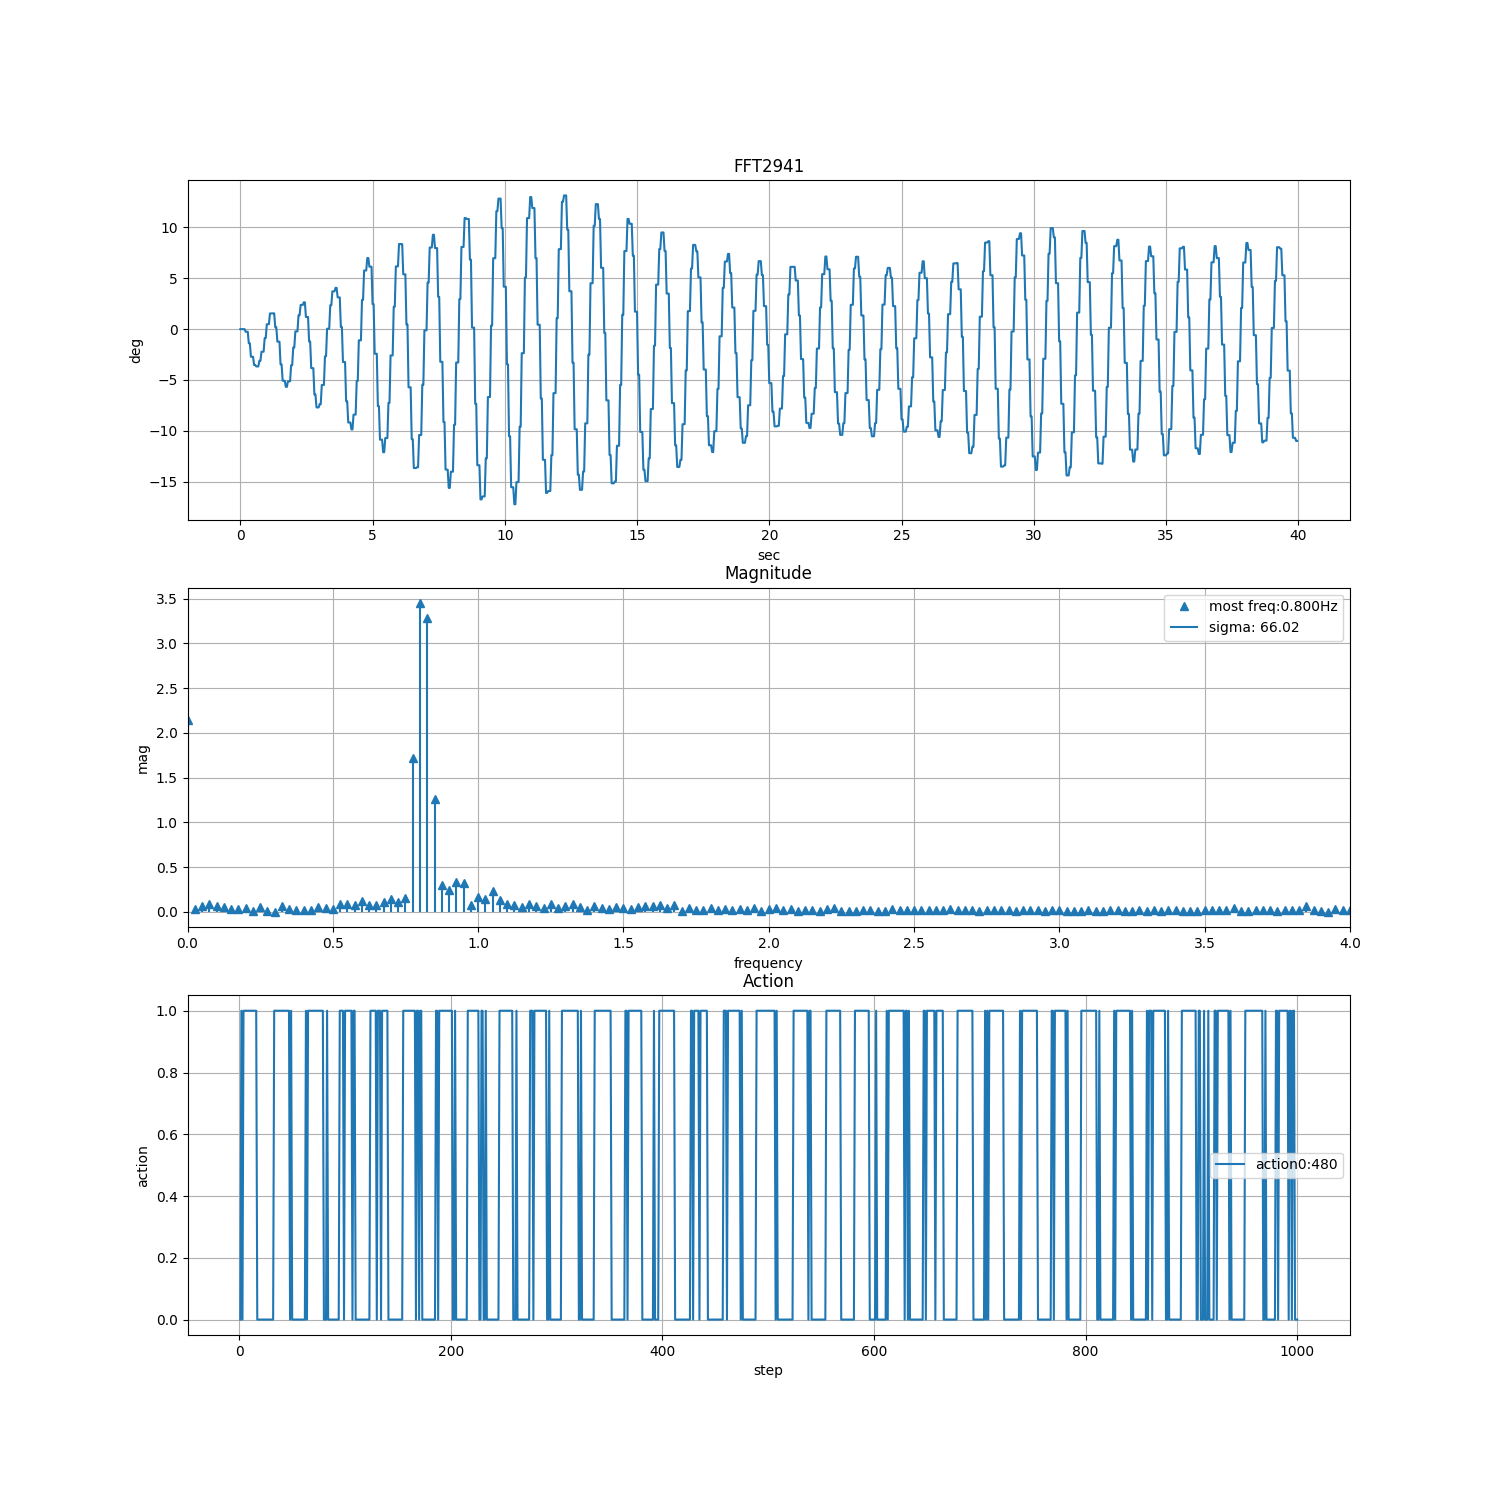 FFT2941
10
5
0
−5
−10
−15
deg
0 5 10 15 20 25 30 35 40
sec
Magnitude
3.5
3.0
2.5
2.0
1.5
1.0
0.5
0.0
mag
most freq:0.800Hz
sigma: 66.02
0.0 0.5 1.0 1.5 2.0 2.5 3.0 3.5 4.0
frequency
Action
1.0
0.8
0.6
0.4
0.2
0.0
action
action0:480
0 200 400 600 800 1000
step